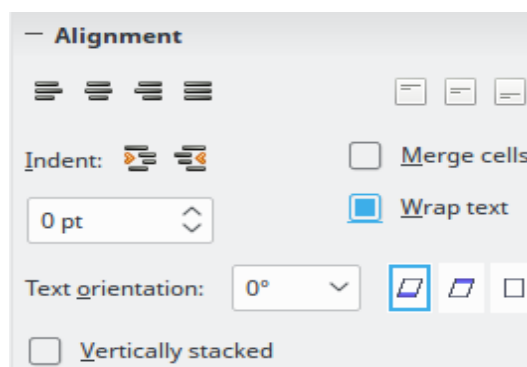 Alignment
Indent:
Merge cells
0 pt
Wrap text
Text orientation: 0°
Vertically stacked